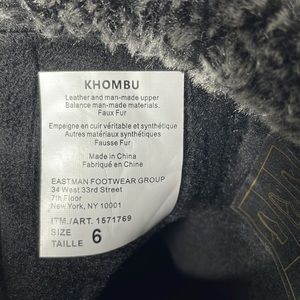 KHOMBU
Leather and man-made upper
Balance man-made materials.
Faux Fur
Empeigne en cuir véritable et synthétique
Autres matériaux synthétiques
Fausse Fur
Made in China
Fabriqué en China
EASTMAN FOOTWEAR GROUP
34 West 33rd Street
7th Floor
New York, NY 10001
ITM./ART. 1571769
SIZE
TAILLE 6